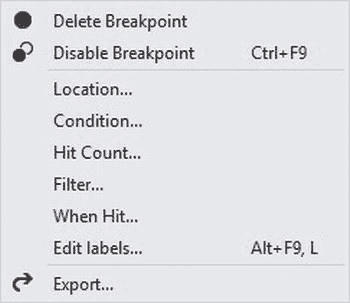 Delete Breakpoint
Disable Breakpoint Ctrl+F9
Location...
Condition...
Hit Count...
Filter...
When Hit...
Edit labels... Alt+F9, L
Export...